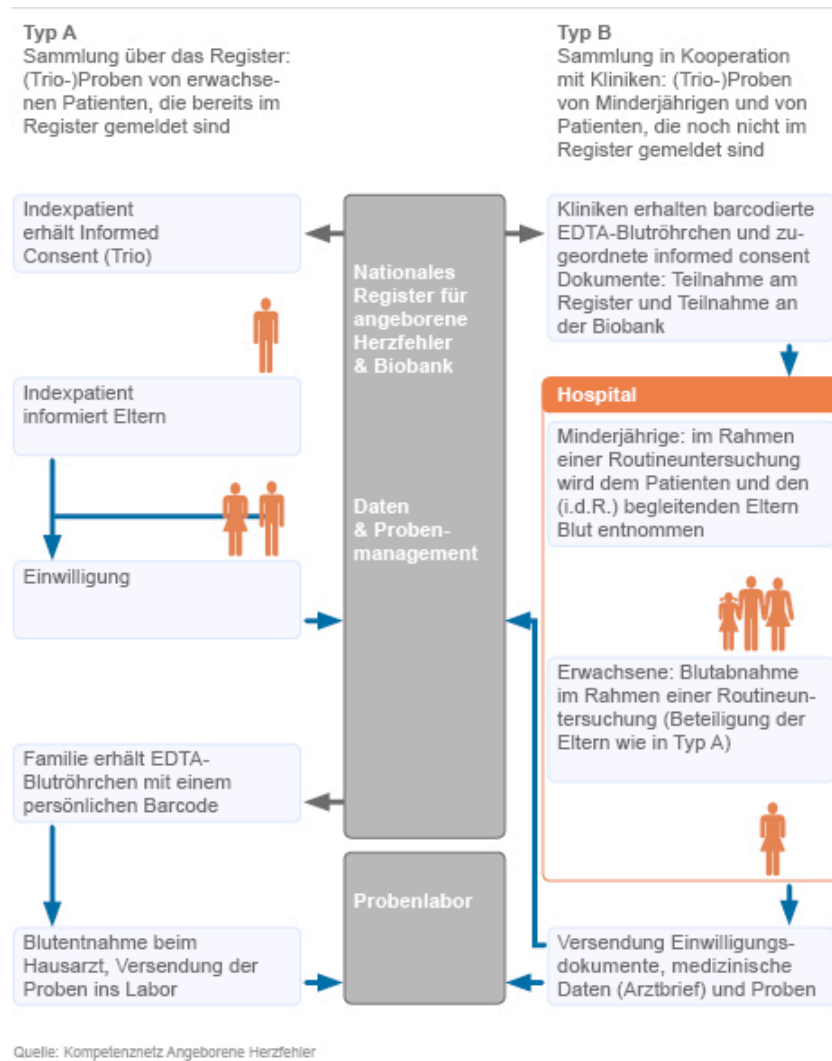 Typ A
Sammlung über das Register:
(Trio-)Proben von erwachse-
nen Patienten, die bereits im
Register gemeldet sind
Typ B
Sammlung in Kooperation
mit Kliniken: (Trio-)Proben
von Minderjährigen und von
Patienten, die noch nicht im
Register gemeldet sind
Indexpatient
erhält Informed
Consent (Trio)
Indexpatient
informiert Eltern
Einwilligung
Familie erhält EDTA-
Blutröhrchen mit einem
persönlichen Barcode
Blutentnahme beim
Hausarzt, Versendung der
Proben ins Labor
Nationales
Register für
angeborene
Herzfehler
& Biobank
Daten
& Proben-
management
Probenlabor
Kliniken erhalten barcodierte
EDTA-Blutröhrchen und zu-
geordnete informed consent
Dokumente: Teilnahme am
Register und Teilnahme an
der Biobank
Hospital
Minderjährige: im Rahmen
einer Routineuntersuchung
wird dem Patienten und den
(i.d.R.) begleitenden Eltern
Blut entnommen
Erwachsene: Blutabnahme
im Rahmen einer Routineun-
tersuchung (Beteiligung der
Eltern wie in Typ A)
Versendung Einwilligungs-
dokumente, medizinische
Daten (Arztbrief) und Proben
Quelle: Kompetenznetz Angeborene Herzfehler